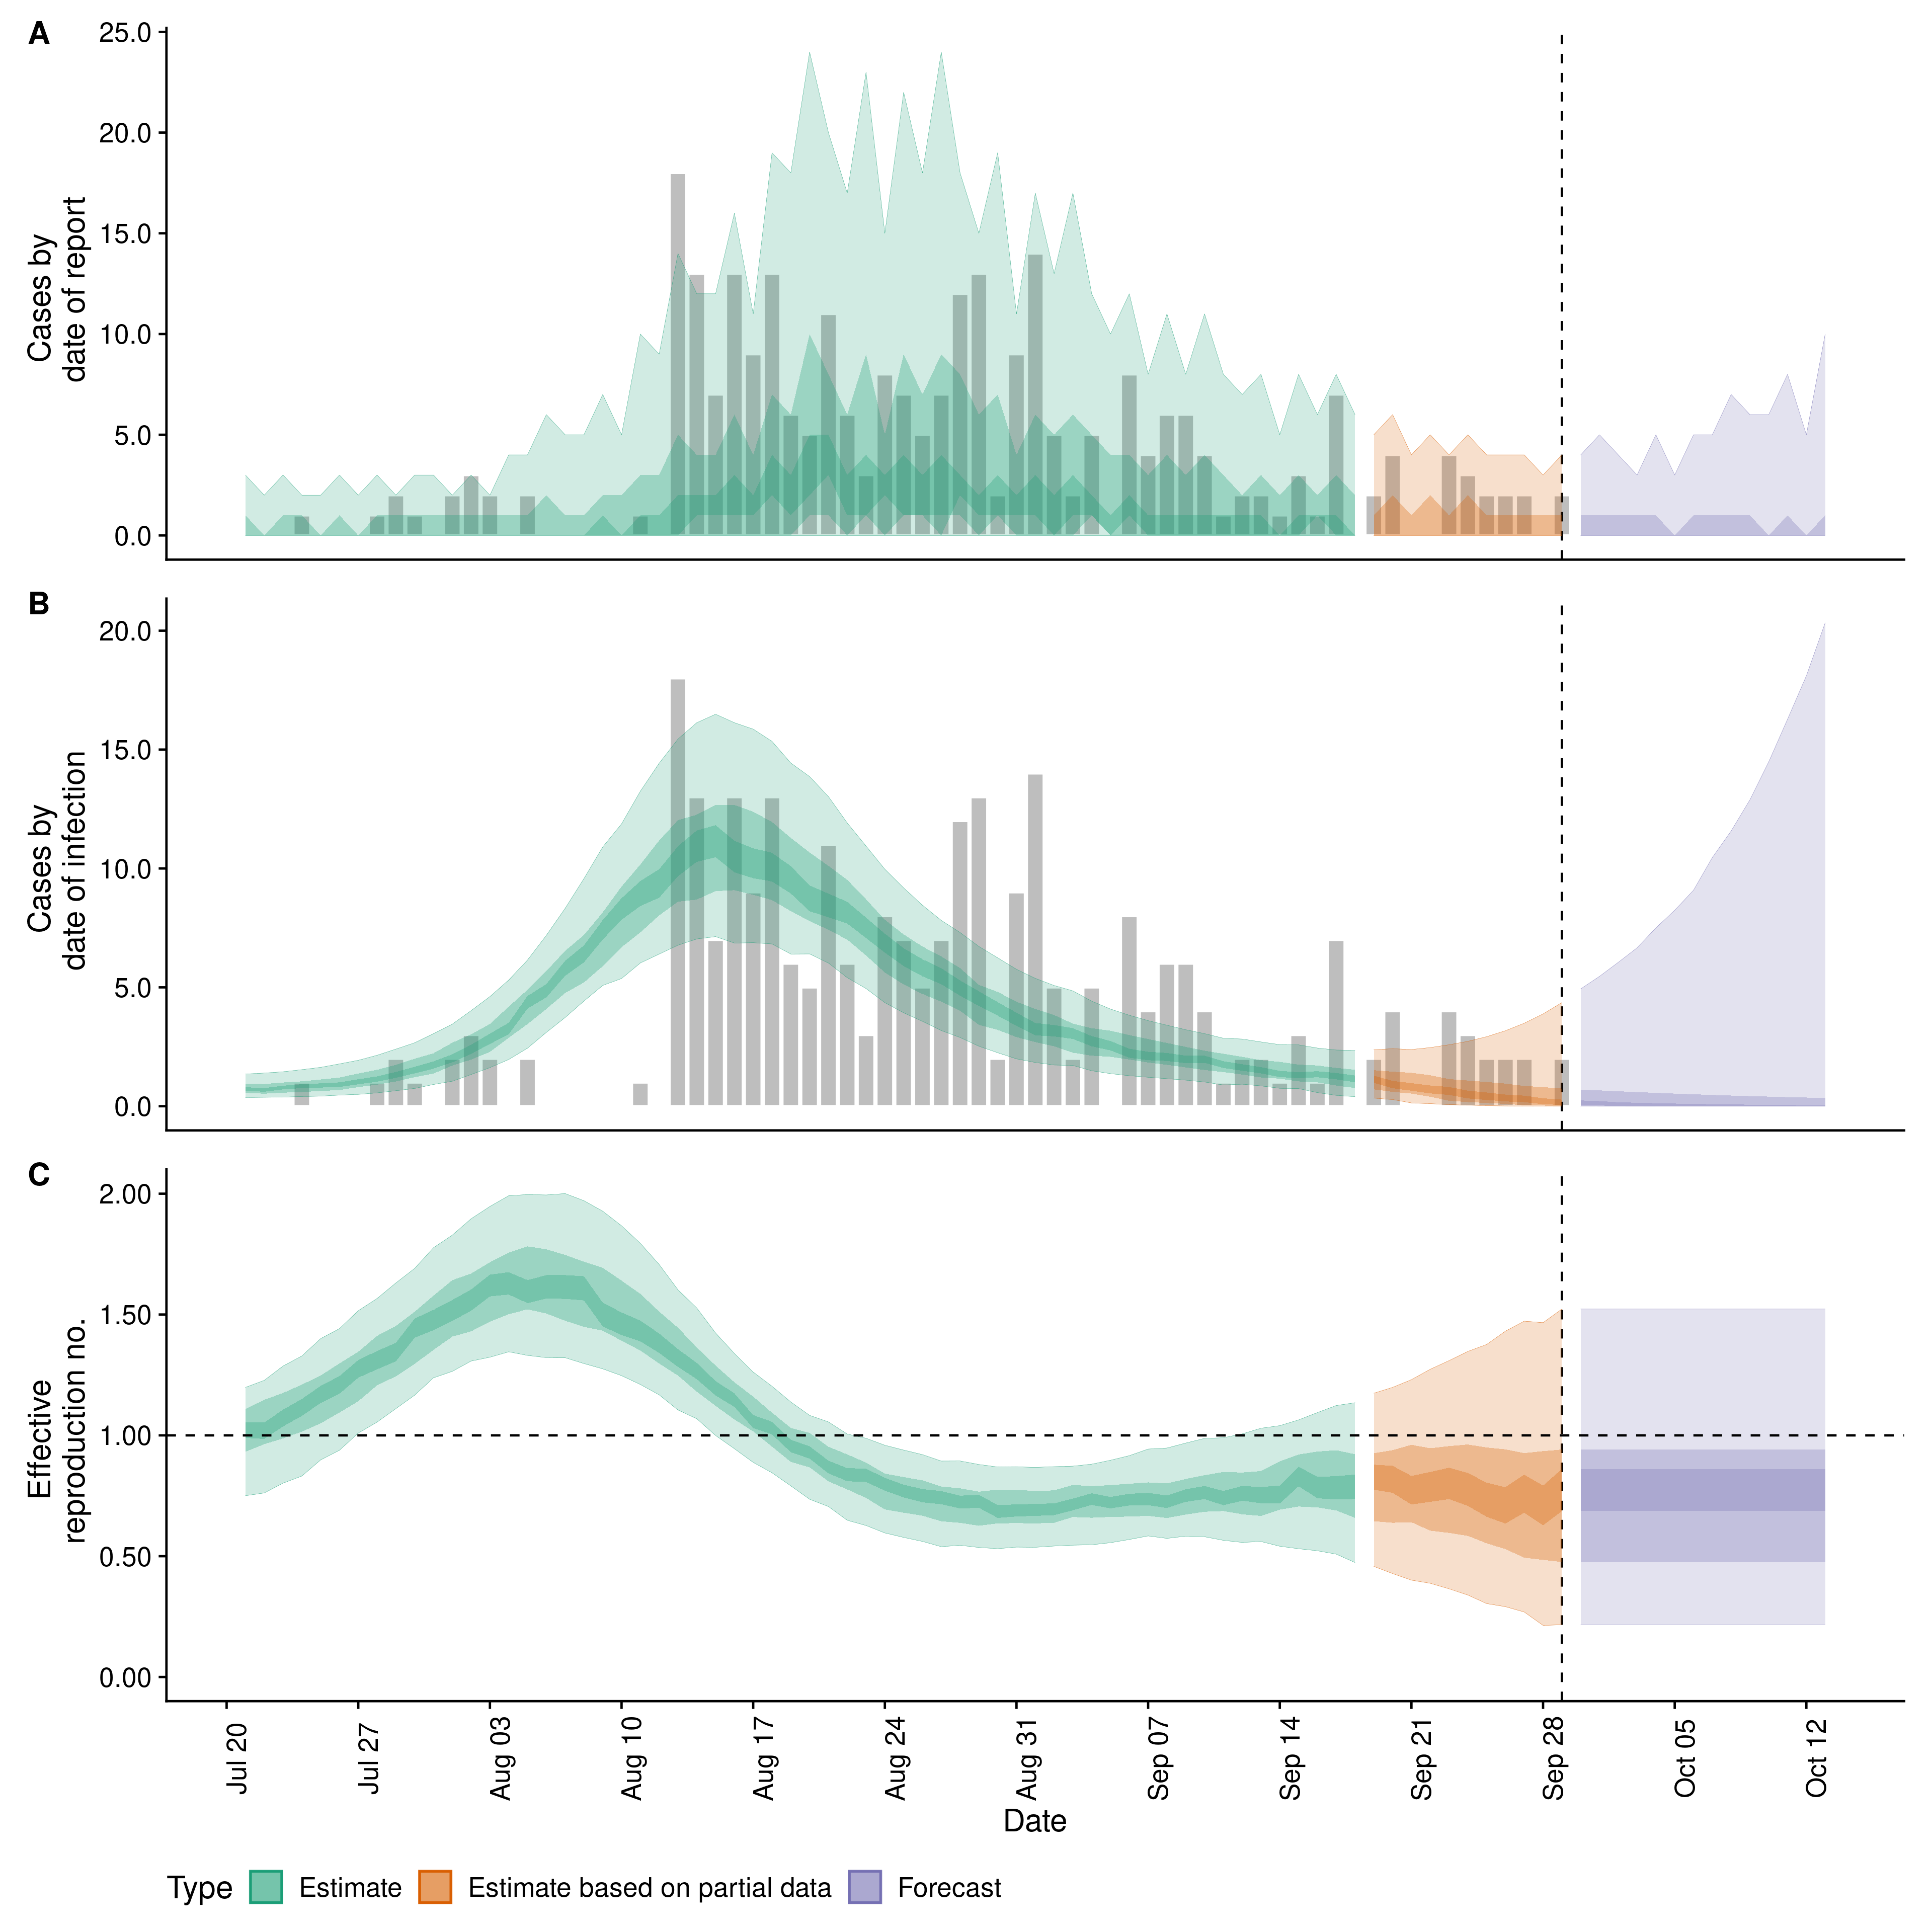 A
25.0
20.0
15.0
10.0
5.0
0.0
Cases by
date of report
B
20.0
15.0
10.0
5.0
0.0
Cases by
date of infection
C
2.00
1.50
1.00
0.50
0.00
Effective
reproduction no.
Jul 20
Jul 27
Aug 03
Aug 10
Aug 17
Aug 24
Aug 31
Sep 07
Sep 14
Sep 21
Sep 28
Oct 05
Oct 12
Date
Type Estimate Estimate based on partial data Forecast